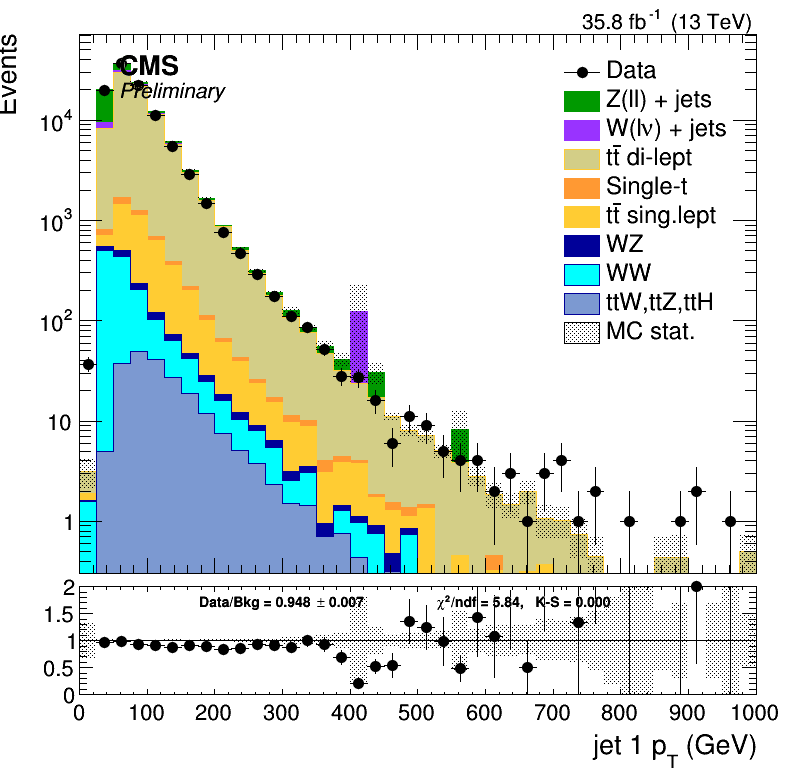 35.8 fb⁻¹ (13 TeV)
Events
CMS
Preliminary
Data
Z(ll) + jets
W(lν) + jets
tt̄ di-lept
Single-t
tt̄ sing.lept
WZ
WW
ttW,ttZ,ttH
MC stat.
10⁴
10³
10²
10
1
Data/Bkg = 0.948 ± 0.007
χ²/ndf = 5.84, K-S = 0.000
2
1.5
1
0.5
0
0 100 200 300 400 500 600 700 800 900 1000
jet 1 p_T (GeV)